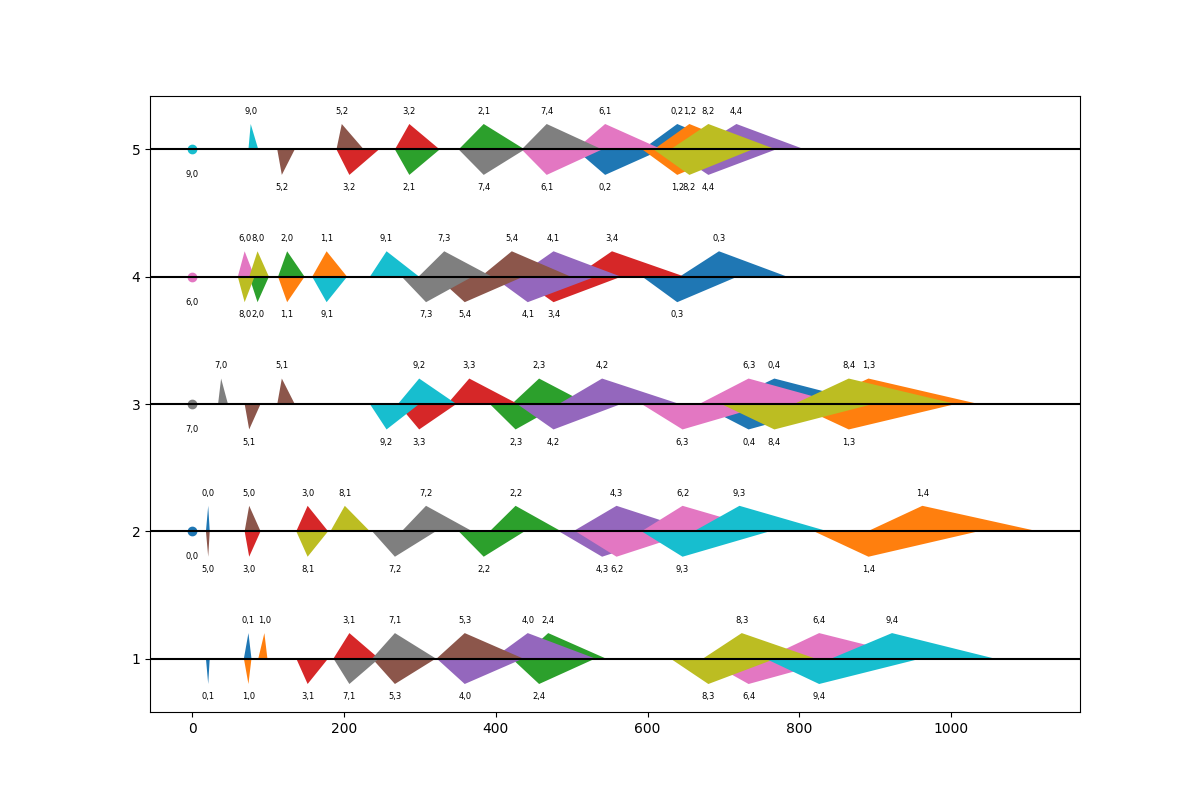 9,0 5,2 3,2 2,1 7,4 6,1 0,2 1,2 8,2 4,4
5
9,0 5,2 3,2 2,1 7,4 6,1 0,2 1,2 8,2 4,4
6,0 8,0 2,0 1,1 9,1 7,3 5,4 4,1 3,4 0,3
4
6,0 8,0 2,0 1,1 9,1 7,3 5,4 4,1 3,4 0,3
7,0 5,1 9,2 3,3 2,3 4,2 6,3 0,4 8,4 1,3
3
7,0 5,1 9,2 3,3 2,3 4,2 6,3 0,4 8,4 1,3
0,0 5,0 3,0 8,1 7,2 2,2 4,3 6,2 9,3 1,4
2
0,0 5,0 3,0 8,1 7,2 2,2 4,3 6,2 9,3 1,4
0,1 1,0 3,1 7,1 5,3 4,0 2,4 8,3 6,4 9,4
1
0,1 1,0 3,1 7,1 5,3 4,0 2,4 8,3 6,4 9,4
0 200 400 600 800 1000